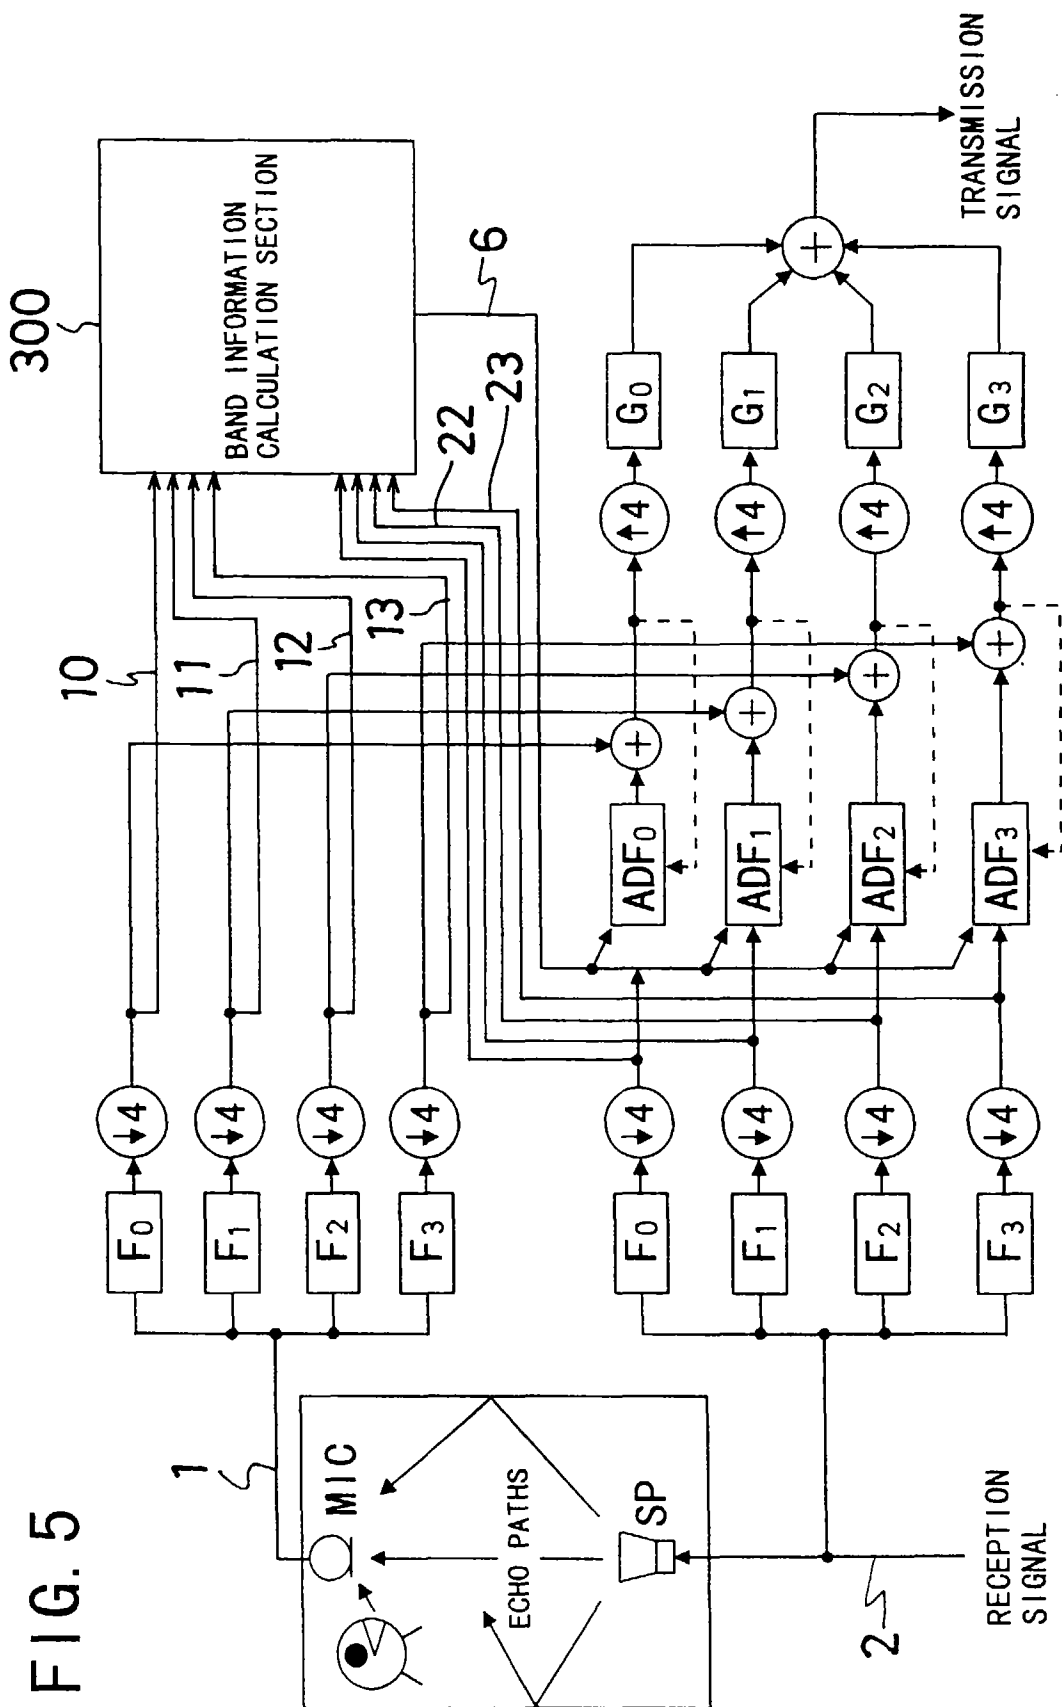 FIG. 5
300
BAND INFORMATION
CALCULATION SECTION
10
11
12
13
22
23
6
F0
F1
F2
F3
↓4
↓4
↓4
↓4
1
MIC
ECHO PATHS
SP
2
RECEPTION
SIGNAL
F0
F1
F2
F3
↓4
↓4
↓4
↓4
ADF0
ADF1
ADF2
ADF3
+
+
+
+
↑4
↑4
↑4
↑4
G0
G1
G2
G3
+
TRANSMISSION
SIGNAL